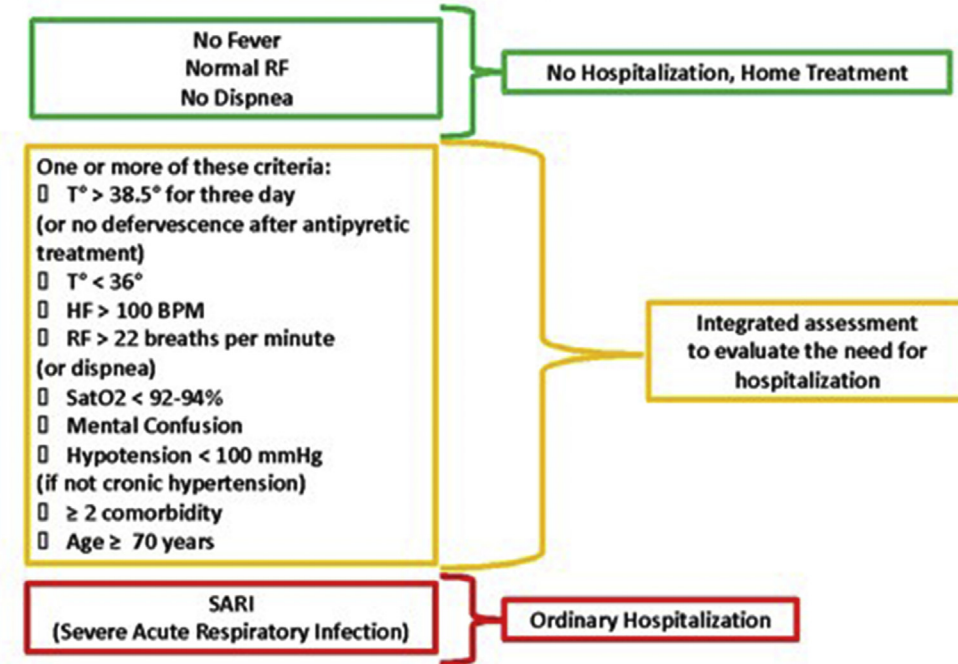 No Fever
Normal RF
No Dispnea
No Hospitalization, Home Treatment
One or more of these criteria:
▯ T° > 38.5° for three day
(or no defervescence after antipyretic
treatment)
▯ T° < 36°
▯ HF > 100 BPM
▯ RF > 22 breaths per minute
(or dispnea)
▯ SatO2 < 92-94%
▯ Mental Confusion
▯ Hypotension < 100 mmHg
(if not cronic hypertension)
▯ ≥ 2 comorbidity
▯ Age ≥ 70 years
Integrated assessment
to evaluate the need for
hospitalization
SARI
(Severe Acute Respiratory Infection)
Ordinary Hospitalization